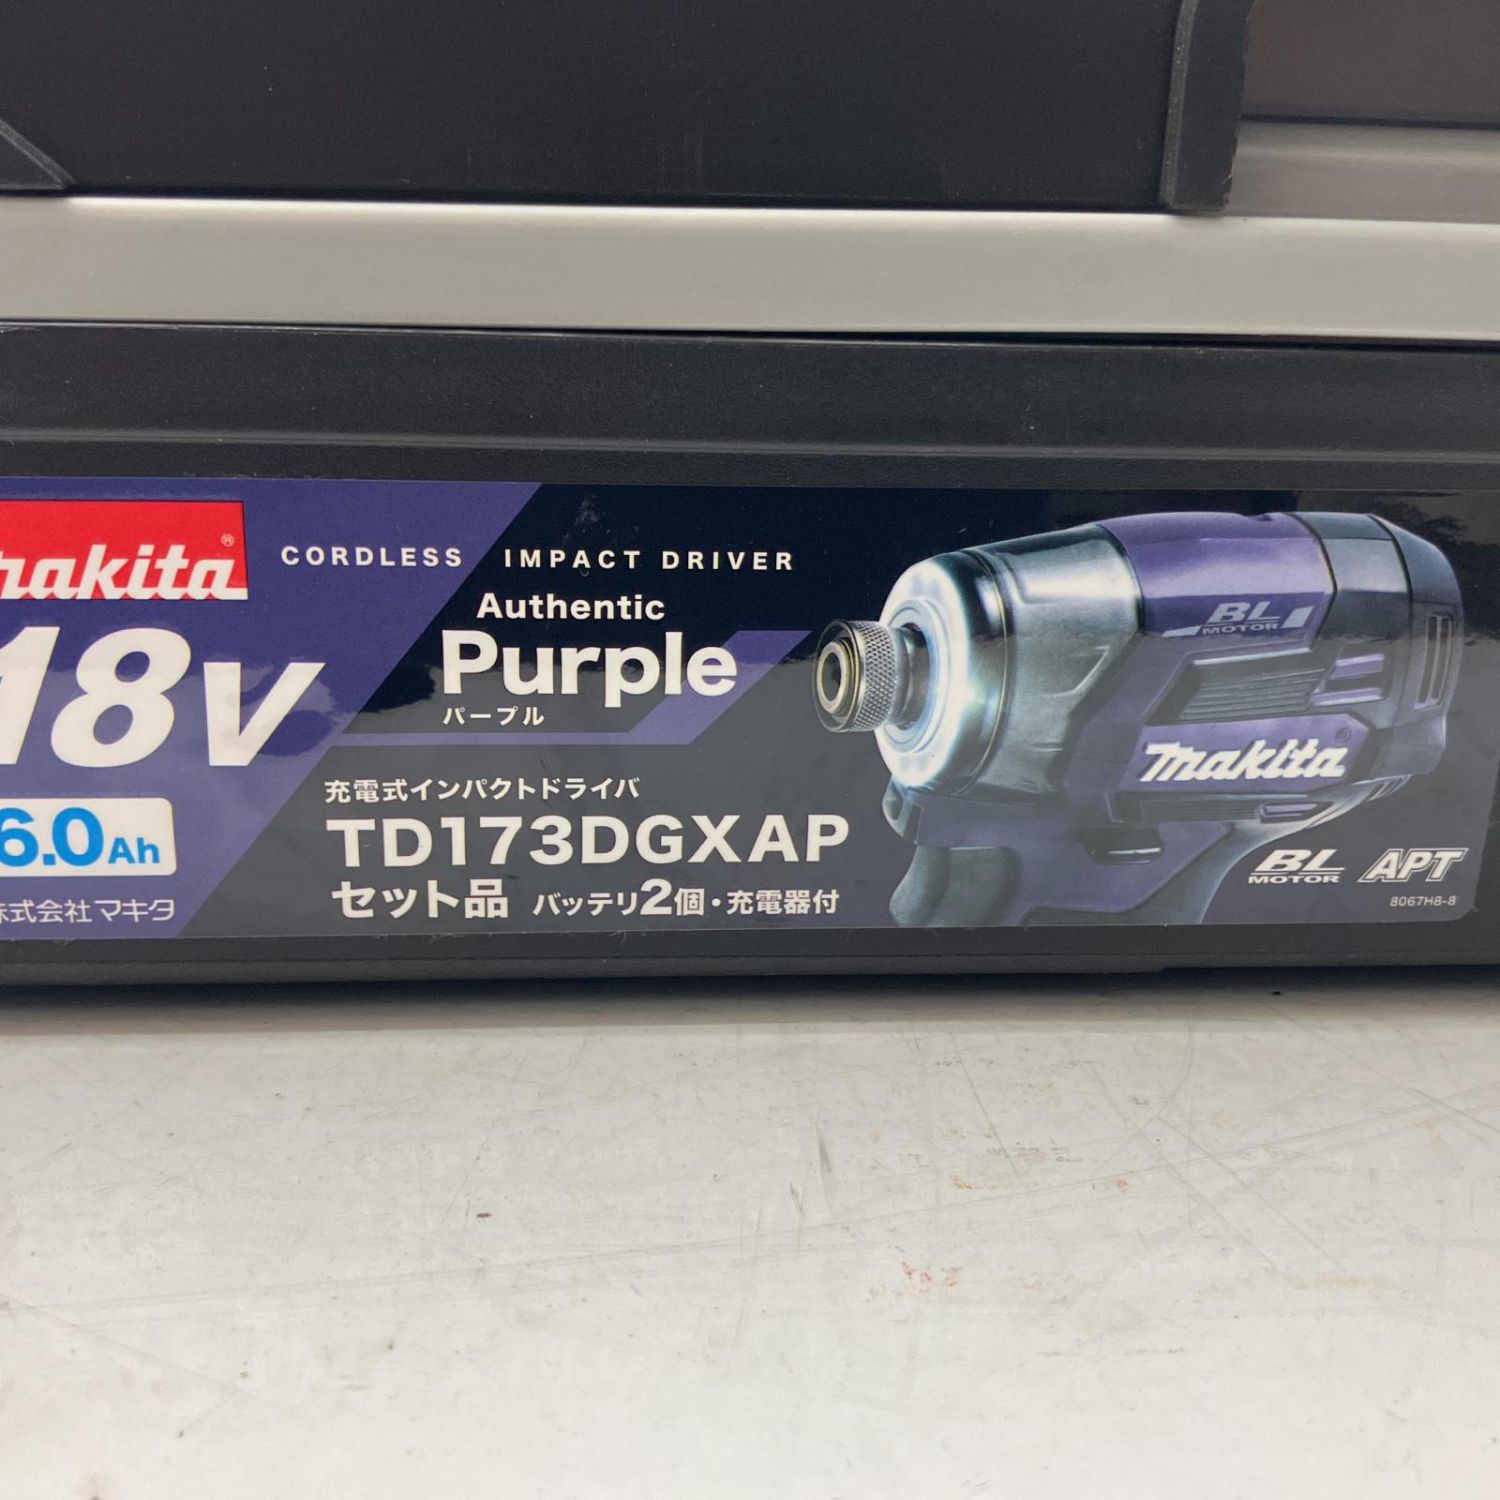 makita®
CORDLESS IMPACT DRIVER
Authentic
Purple
パープル
18V
6.0Ah
株式会社マキタ
充電式インパクトドライバ
TD173DGXAP
セット品 バッテリ2個・充電器付
BL
MOTOR
makita®
BL
MOTOR
APT
8067H8-8